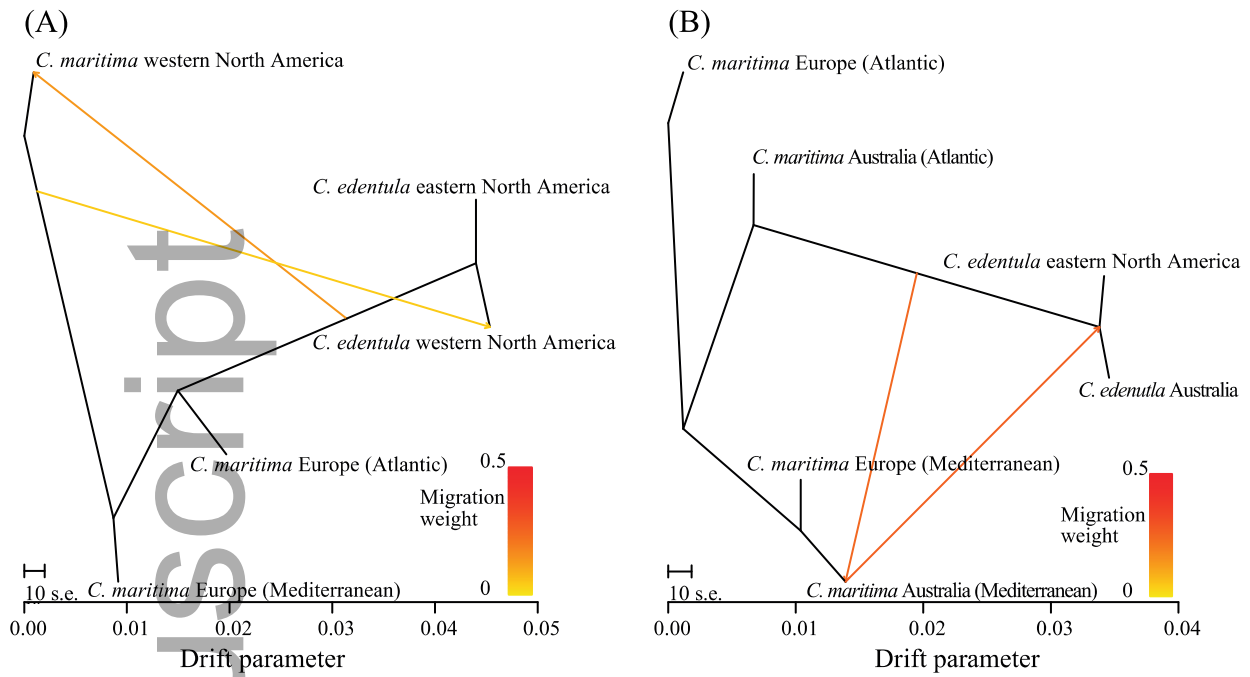 (A)
C. maritima western North America
C. edentula eastern North America
C. edentula western North America
C. maritima Europe (Atlantic)
0.5
Migration
weight
0
10 s.e.
C. maritima Europe (Mediterranean)
0.00 0.01 0.02 0.03 0.04 0.05
Drift parameter
uscript
(B)
C. maritima Europe (Atlantic)
C. maritima Australia (Atlantic)
C. edentula eastern North America
C. edenutla Australia
C. maritima Europe (Mediterranean)
0.5
Migration
weight
0
10 s.e.
C. maritima Australia (Mediterranean)
0.00 0.01 0.02 0.03 0.04
Drift parameter